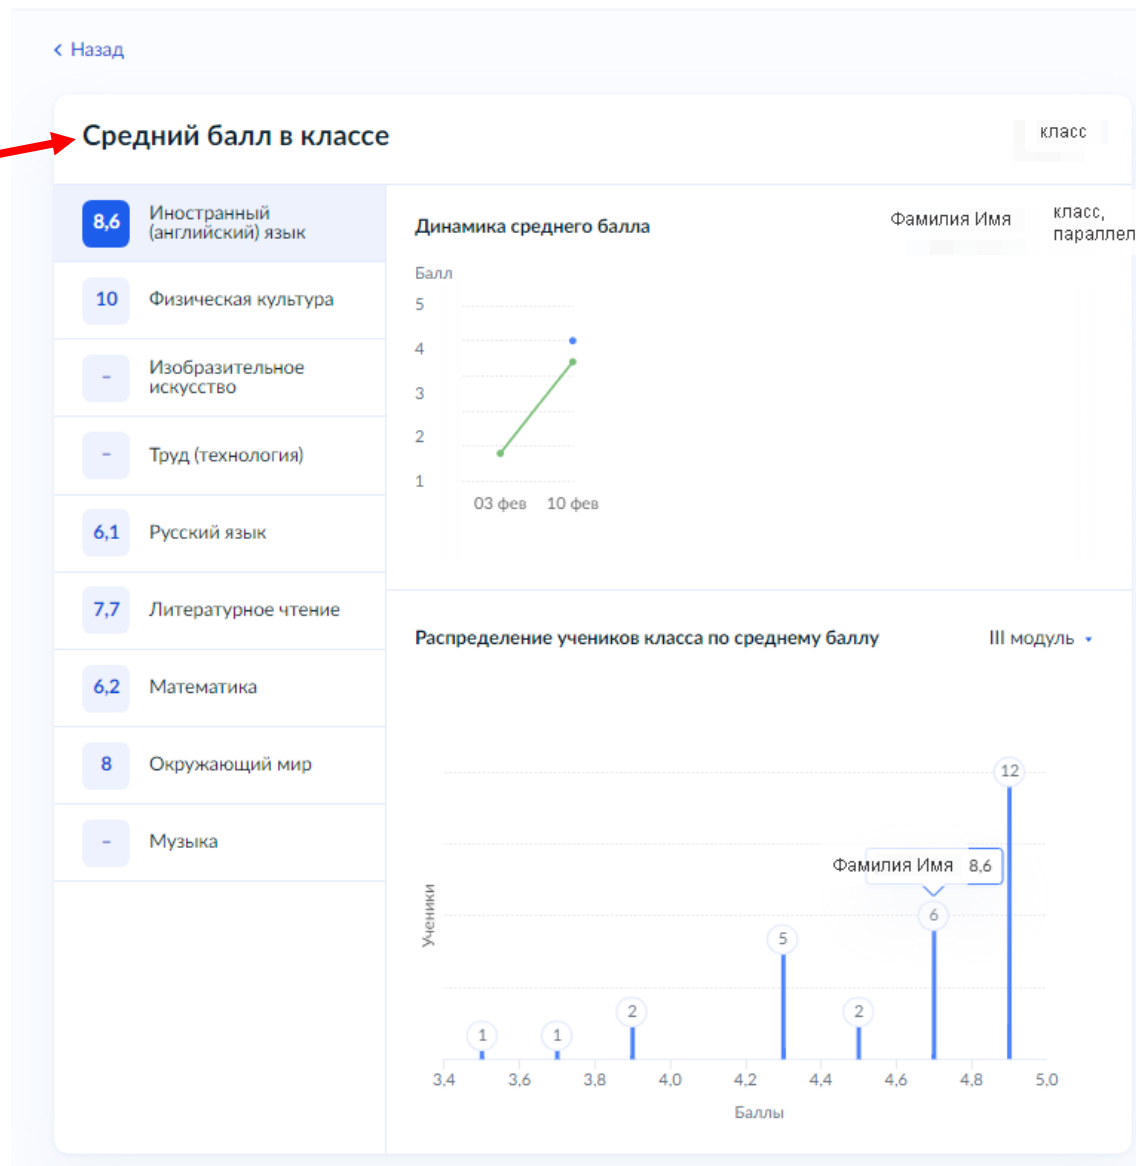 Назад
Средний балл в классе
класс
8,6
Иностранный
(английский) язык
10
Физическая культура
–
Изобразительное
искусство
–
Труд (технология)
6,1
Русский язык
7,7
Литературное чтение
6,2
Математика
8
Окружающий мир
–
Музыка
Динамика среднего балла
Фамилия Имя
класс,
параллел
Балл
5
4
3
2
1
03 фев
10 фев
Распределение учеников класса по среднему баллу
III модуль
12
Фамилия Имя 8,6
6
5
2
2
1
1
Ученики
3,4
3,6
3,8
4,0
4,2
4,4
4,6
4,8
5,0
Баллы